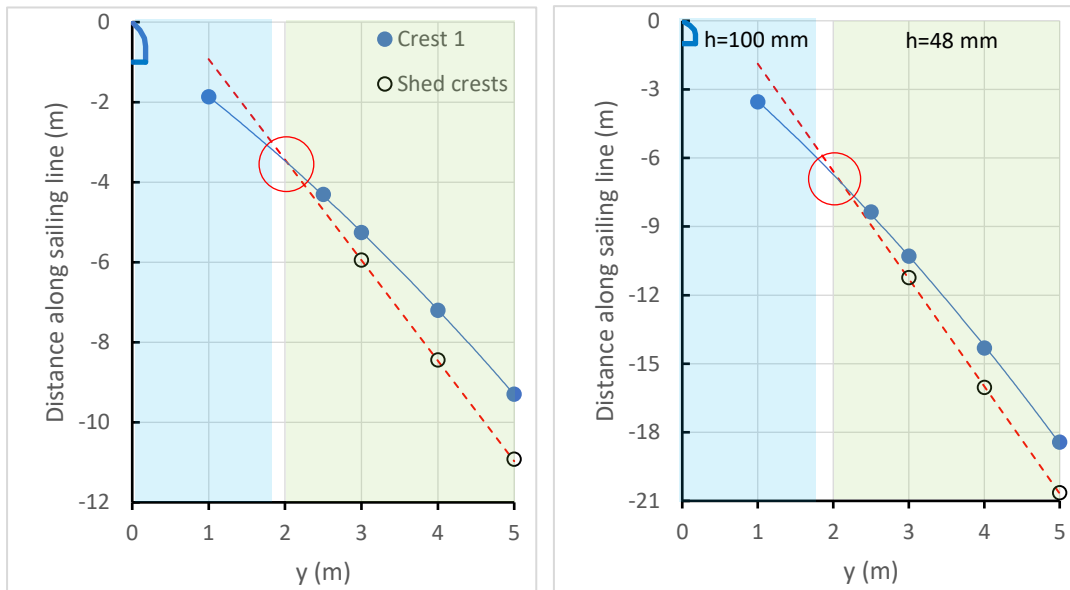 0
-2
-4
-6
-8
-10
-12
Distance along sailing line (m)
Crest 1
Shed crests
0 1 2 3 4 5
y (m)
0
-3
-6
-9
-12
-15
-18
-21
Distance along sailing line (m)
h=100 mm h=48 mm
0 1 2 3 4 5
y (m)